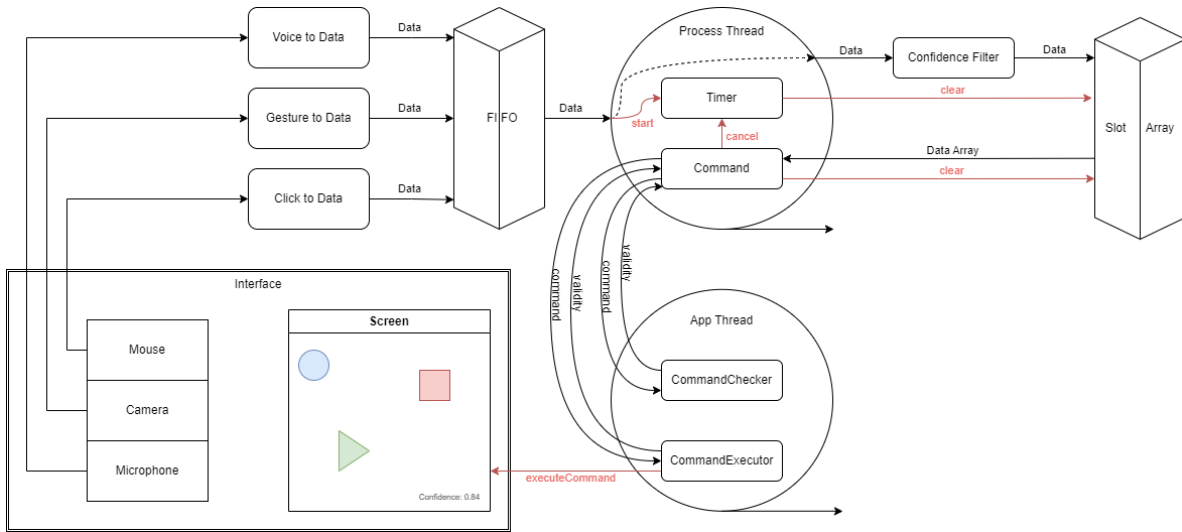 Voice to Data
Data
Gesture to Data
Data
Click to Data
Data
FIFO
Data
Process Thread
Timer
start
cancel
Command
Data
Confidence Filter
Data
clear
Data Array
clear
Slot Array
command
validity
command
validity
App Thread
CommandChecker
CommandExecutor
executeCommand
Interface
Mouse
Camera
Microphone
Screen
Confidence: 0.84